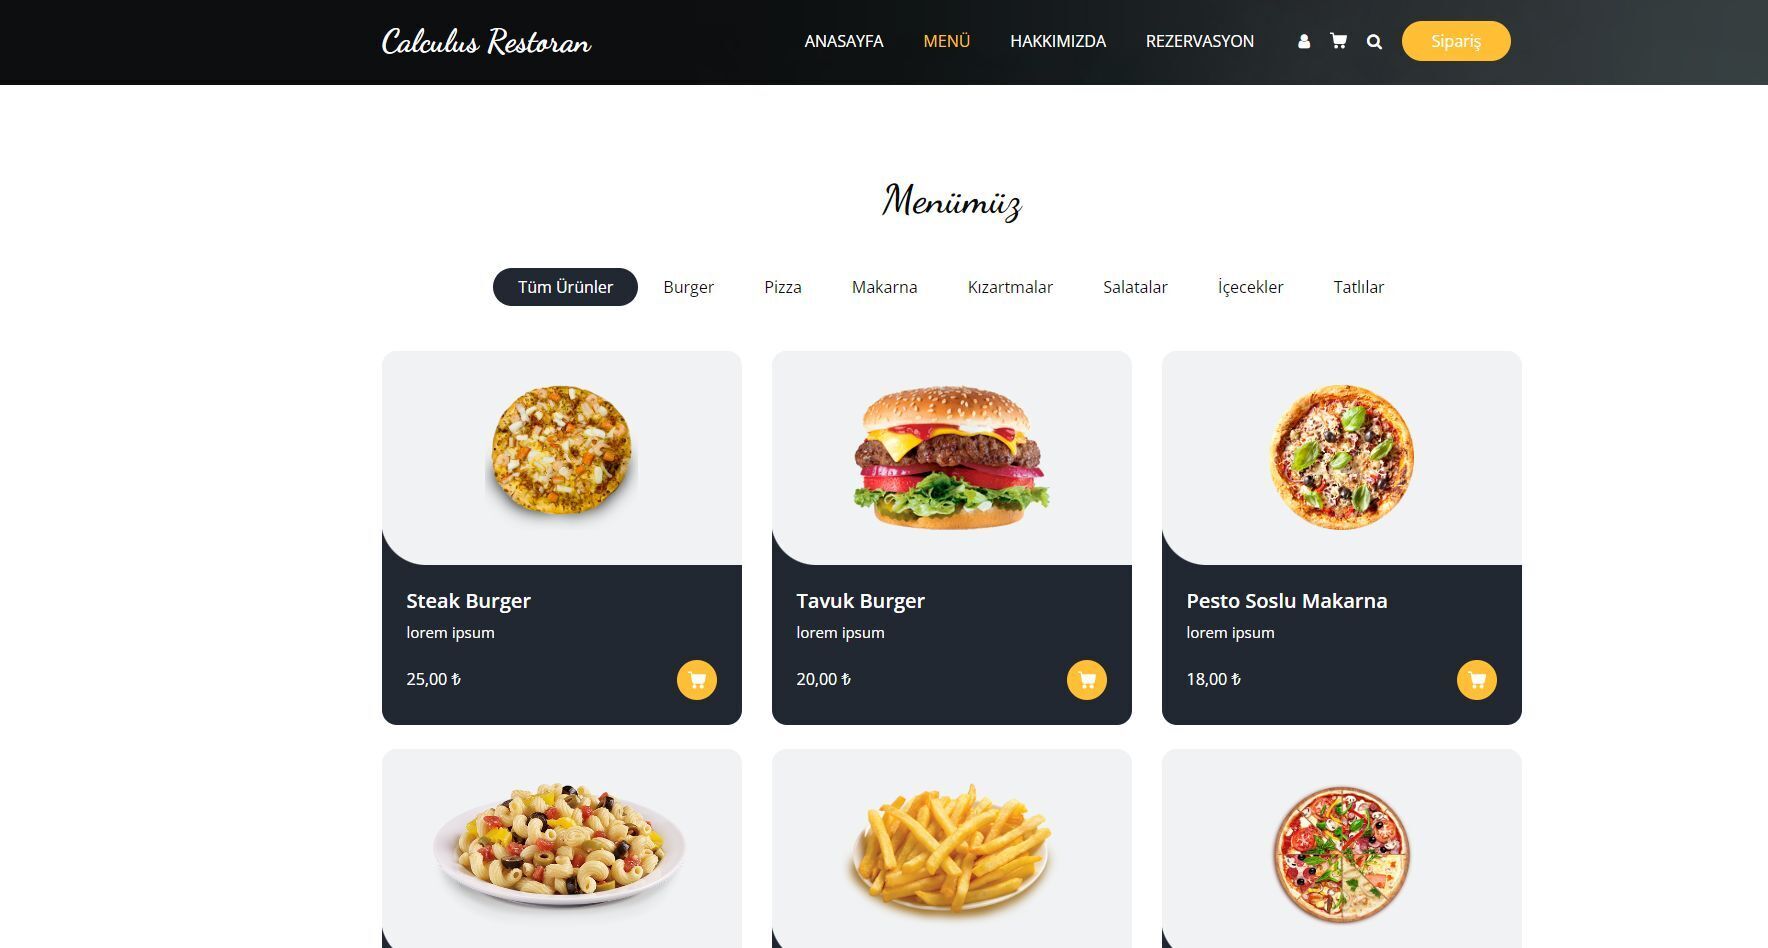 Calculus Restoran
ANASAYFA MENÜ HAKKIMIZDA REZERVASYON Sipariş
Menümüz
Tüm Ürünler Burger Pizza Makarna Kızartmalar Salatalar İçecekler Tatlılar
Steak Burger
lorem ipsum
25,00 ₺
Tavuk Burger
lorem ipsum
20,00 ₺
Pesto Soslu Makarna
lorem ipsum
18,00 ₺